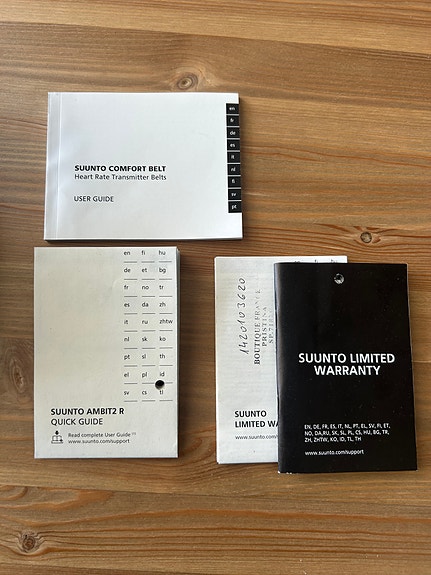 SUUNTO COMFORT BELT
Heart Rate Transmitter Belts
USER GUIDE
en
fr
de
es
it
nl
fi
sv
pt
en fi hu
de et bg
fr no tr
es da zh
it ru zhtw
nl sk ko
pt sl th
el pl id
sv cs tl
SUUNTO AMBIT2 R
QUICK GUIDE
Read complete User Guide
www.suunto.com/support
1420103620
BOUTIQUE FRANCE
PRISTINA
SUUNTO
LIMITED WA
SUUNTO LIMITED
WARRANTY
EN, DE, FR, ES, IT, NL, PT, EL, SV, FI, ET,
NO, DA,RU, SK, SL, PL, CS, HU, BG, TR,
ZH, ZHTW, KO, ID, TL, TH
www.suunto.com/support